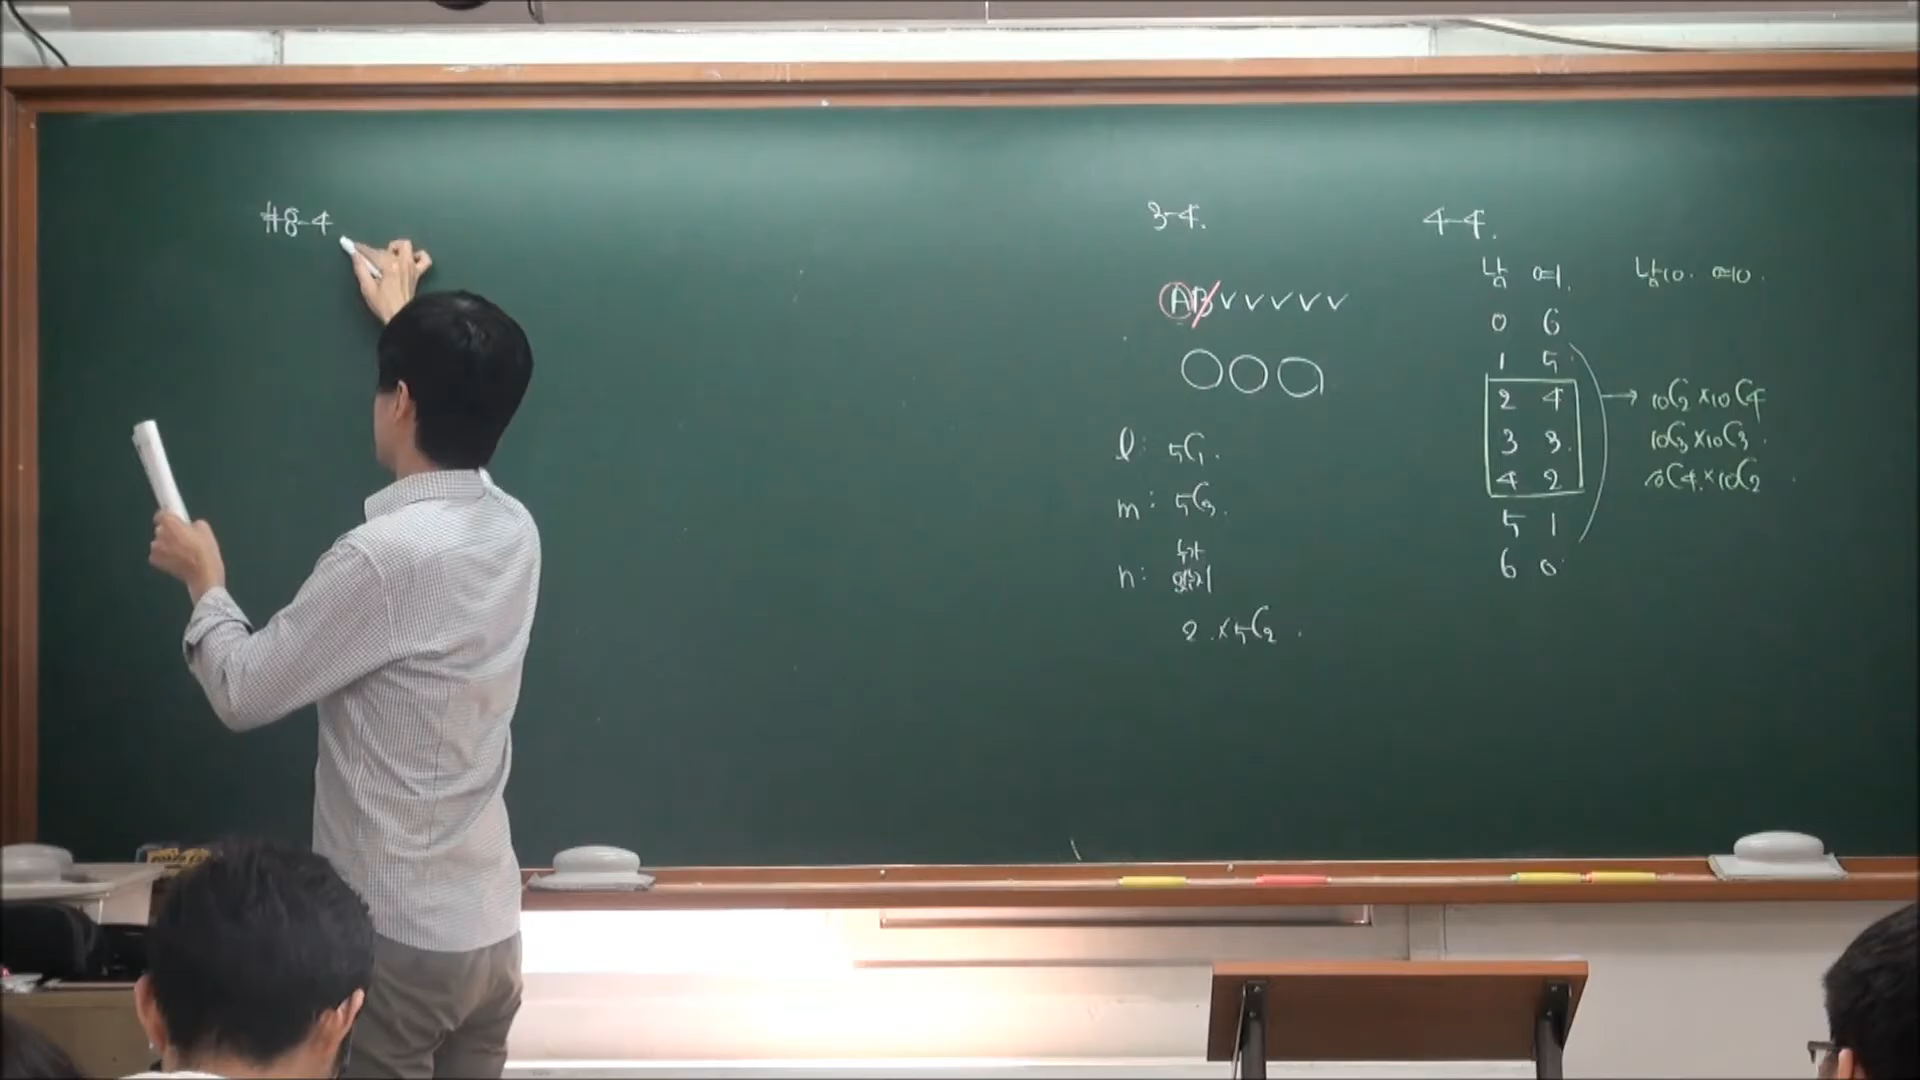 #8-4
3-4.
A B V V V V V
l : 5C1.
m : 5C3.
n : 추가
2 × 5C2.
4-4.
남 여.
0 6
1 5
2 4
3 3
4 2
5 1
6 0
남10. 여10.
→ 10C2 × 10C4
10C3 × 10C3.
10C4 × 10C2